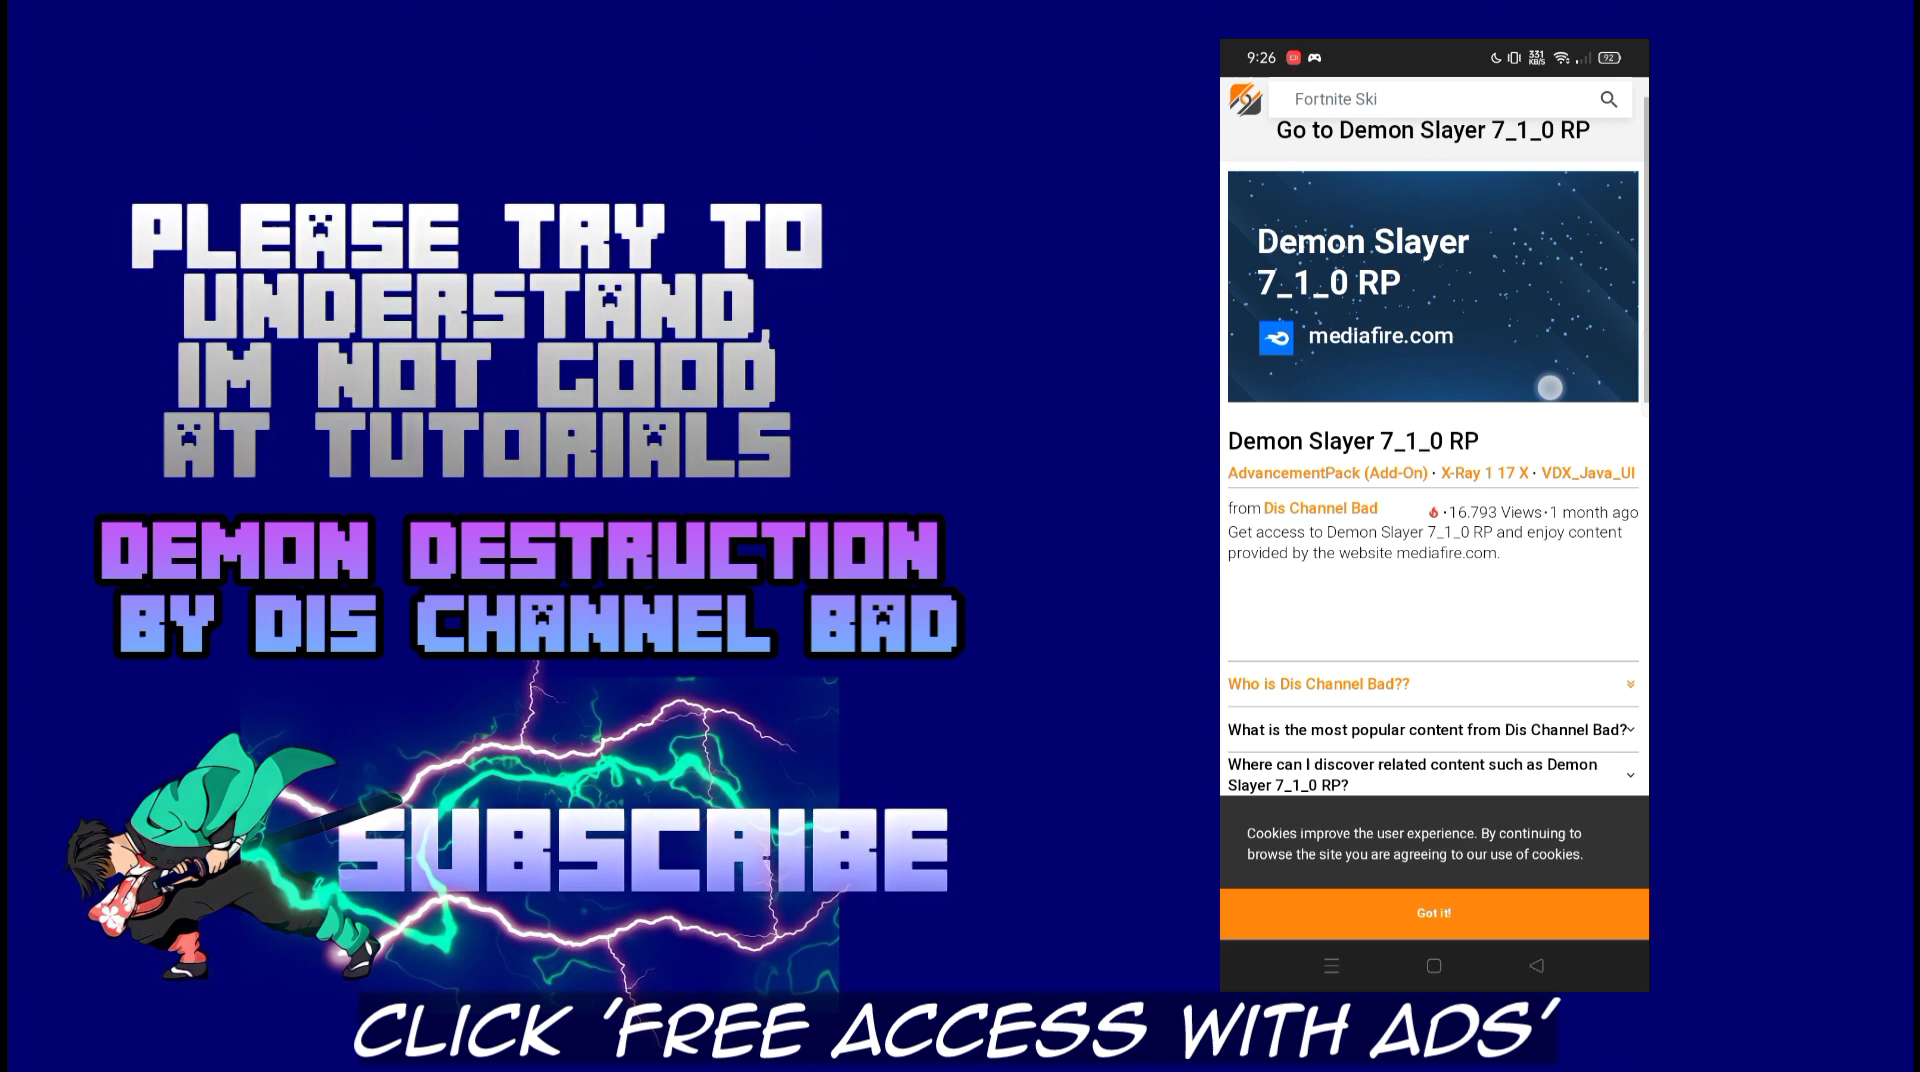 PLEASE TRY TO
UNDERSTAND,
IM NOT GOOD
AT TUTORIALS
DEMON DESTRUCTION
BY DIS CHANNEL BAD
SUBSCRIBE
9:26
331
KB/S
92
Fortnite Ski
Go to Demon Slayer 7_1_0 RP
Demon Slayer
7_1_0 RP
mediafire.com
Demon Slayer 7_1_0 RP
AdvancementPack (Add-On) · X-Ray 1 17 X · VDX_Java_UI
from Dis Channel Bad
· 16.793 Views · 1 month ago
Get access to Demon Slayer 7_1_0 RP and enjoy content
provided by the website mediafire.com.
Who is Dis Channel Bad??
What is the most popular content from Dis Channel Bad?
Where can I discover related content such as Demon
Slayer 7_1_0 RP?
Cookies improve the user experience. By continuing to
browse the site you are agreeing to our use of cookies.
Got it!
CLICK 'FREE ACCESS WITH ADS'